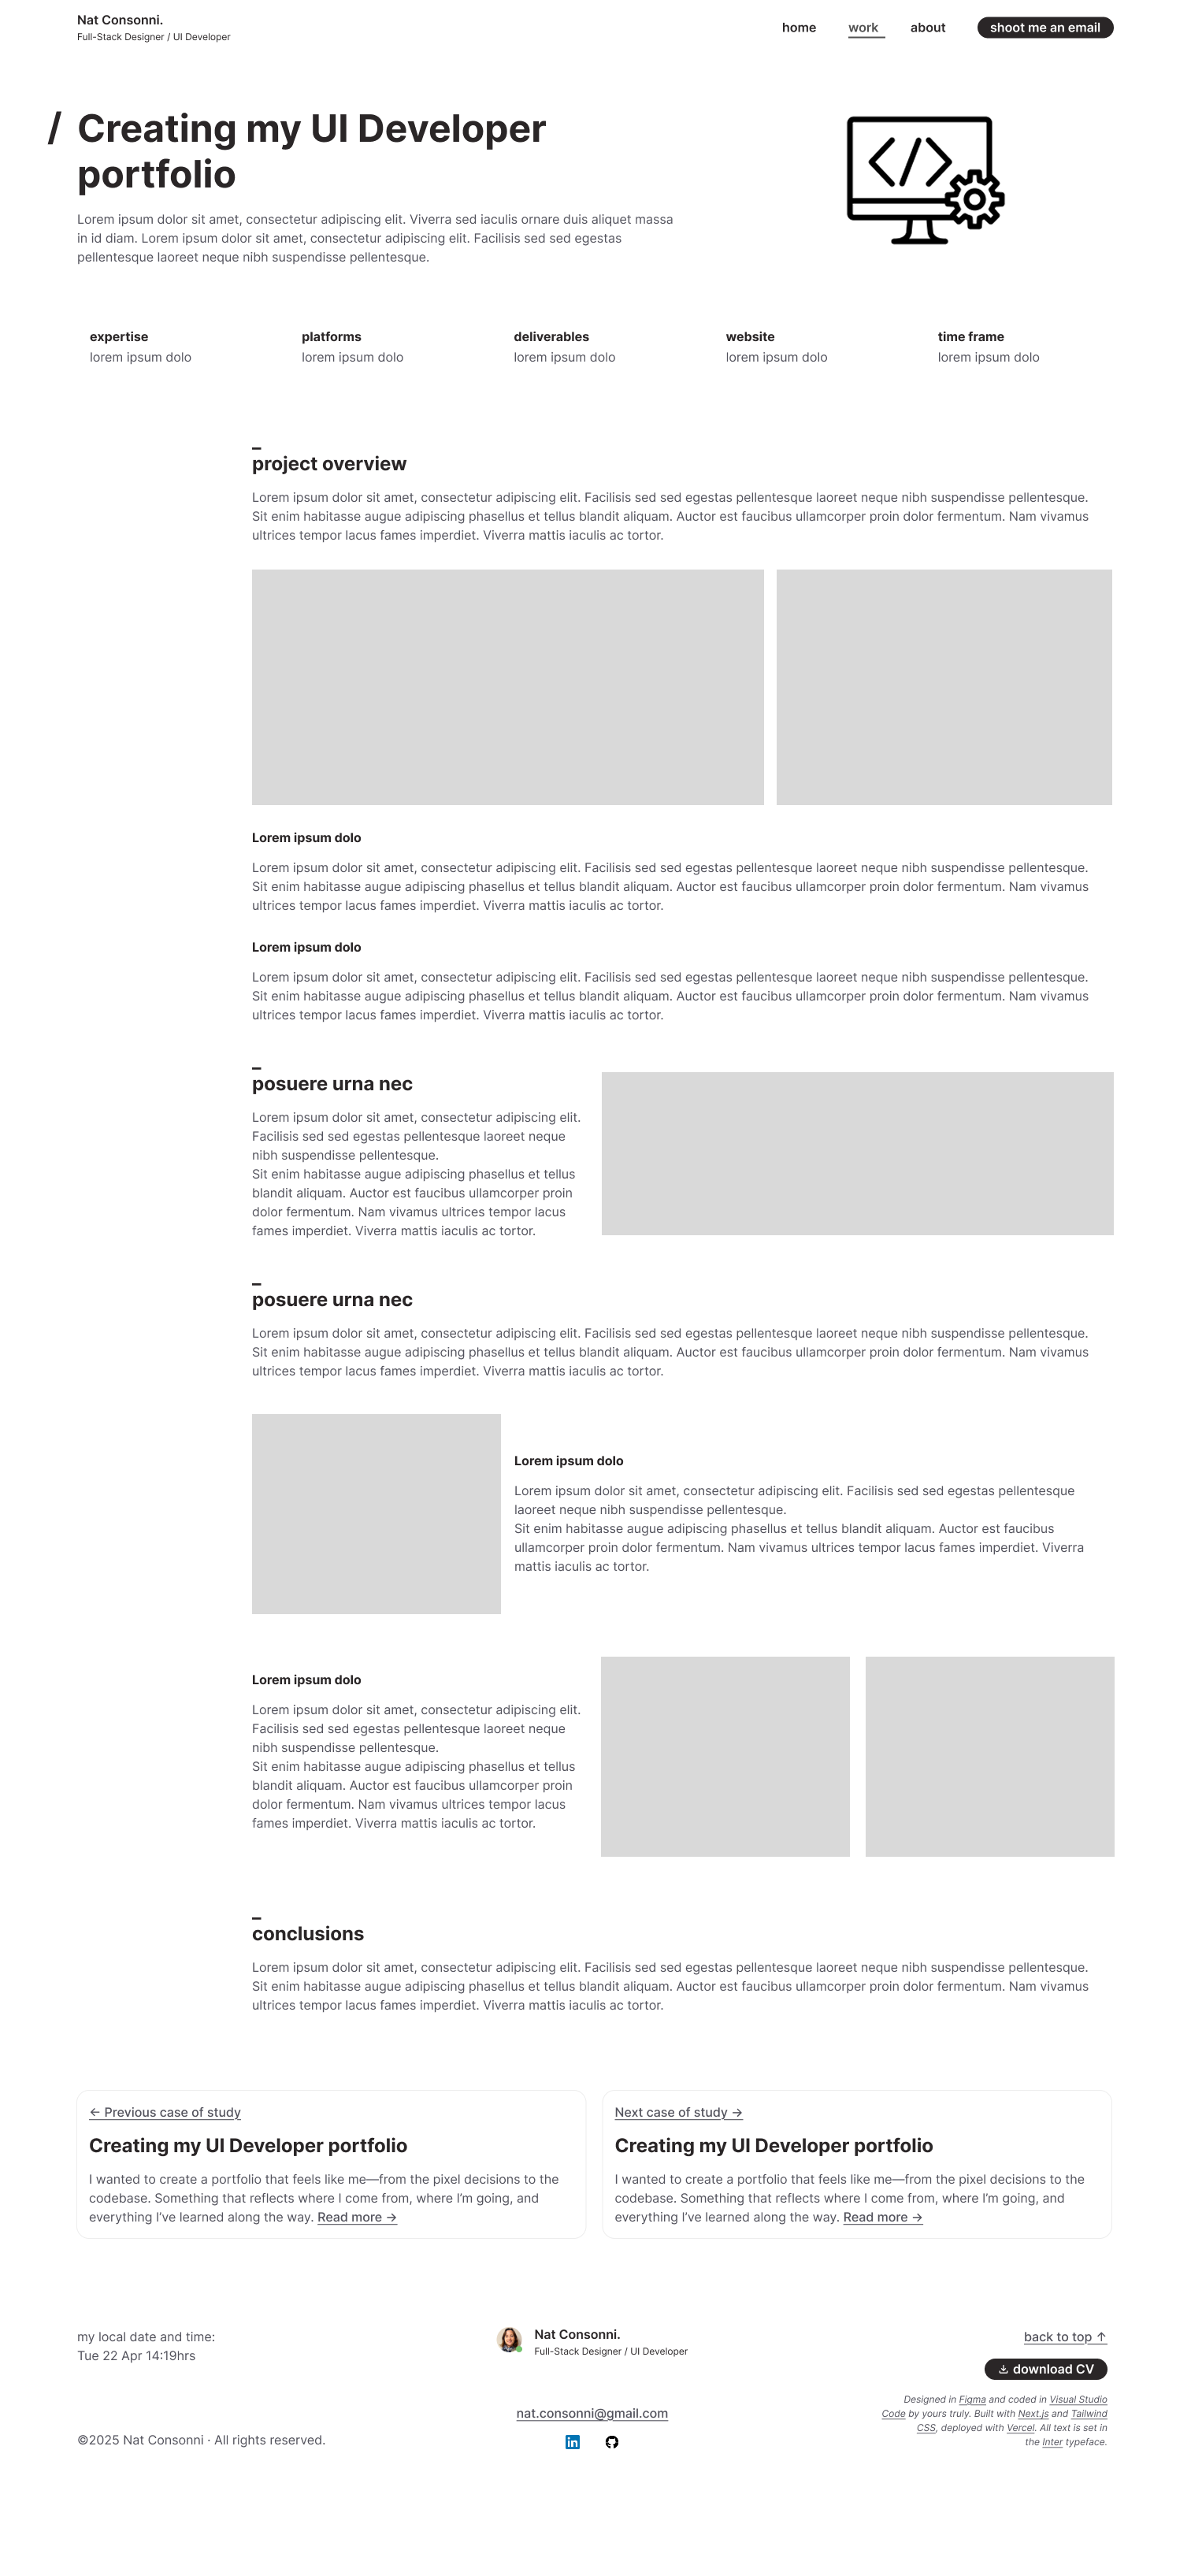 Nat Consonni.
Full-Stack Designer / UI Developer
home work about shoot me an email
/ Creating my UI Developer
portfolio
Lorem ipsum dolor sit amet, consectetur adipiscing elit. Viverra sed iaculis ornare duis aliquet massa
in id diam. Lorem ipsum dolor sit amet, consectetur adipiscing elit. Facilisis sed sed egestas
pellentesque laoreet neque nibh suspendisse pellentesque.
expertise platforms deliverables website time frame
lorem ipsum dolo lorem ipsum dolo lorem ipsum dolo lorem ipsum dolo lorem ipsum dolo
_
project overview
Lorem ipsum dolor sit amet, consectetur adipiscing elit. Facilisis sed sed egestas pellentesque laoreet neque nibh suspendisse pellentesque.
Sit enim habitasse augue adipiscing phasellus et tellus blandit aliquam. Auctor est faucibus ullamcorper proin dolor fermentum. Nam vivamus
ultrices tempor lacus fames imperdiet. Viverra mattis iaculis ac tortor.
Lorem ipsum dolo
Lorem ipsum dolor sit amet, consectetur adipiscing elit. Facilisis sed sed egestas pellentesque laoreet neque nibh suspendisse pellentesque.
Sit enim habitasse augue adipiscing phasellus et tellus blandit aliquam. Auctor est faucibus ullamcorper proin dolor fermentum. Nam vivamus
ultrices tempor lacus fames imperdiet. Viverra mattis iaculis ac tortor.
Lorem ipsum dolo
Lorem ipsum dolor sit amet, consectetur adipiscing elit. Facilisis sed sed egestas pellentesque laoreet neque nibh suspendisse pellentesque.
Sit enim habitasse augue adipiscing phasellus et tellus blandit aliquam. Auctor est faucibus ullamcorper proin dolor fermentum. Nam vivamus
ultrices tempor lacus fames imperdiet. Viverra mattis iaculis ac tortor.
_
posuere urna nec
Lorem ipsum dolor sit amet, consectetur adipiscing elit.
Facilisis sed sed egestas pellentesque laoreet neque
nibh suspendisse pellentesque.
Sit enim habitasse augue adipiscing phasellus et tellus
blandit aliquam. Auctor est faucibus ullamcorper proin
dolor fermentum. Nam vivamus ultrices tempor lacus
fames imperdiet. Viverra mattis iaculis ac tortor.
_
posuere urna nec
Lorem ipsum dolor sit amet, consectetur adipiscing elit. Facilisis sed sed egestas pellentesque laoreet neque nibh suspendisse pellentesque.
Sit enim habitasse augue adipiscing phasellus et tellus blandit aliquam. Auctor est faucibus ullamcorper proin dolor fermentum. Nam vivamus
ultrices tempor lacus fames imperdiet. Viverra mattis iaculis ac tortor.
Lorem ipsum dolo
Lorem ipsum dolor sit amet, consectetur adipiscing elit. Facilisis sed sed egestas pellentesque
laoreet neque nibh suspendisse pellentesque.
Sit enim habitasse augue adipiscing phasellus et tellus blandit aliquam. Auctor est faucibus
ullamcorper proin dolor fermentum. Nam vivamus ultrices tempor lacus fames imperdiet. Viverra
mattis iaculis ac tortor.
Lorem ipsum dolo
Lorem ipsum dolor sit amet, consectetur adipiscing elit.
Facilisis sed sed egestas pellentesque laoreet neque
nibh suspendisse pellentesque.
Sit enim habitasse augue adipiscing phasellus et tellus
blandit aliquam. Auctor est faucibus ullamcorper proin
dolor fermentum. Nam vivamus ultrices tempor lacus
fames imperdiet. Viverra mattis iaculis ac tortor.
_
conclusions
Lorem ipsum dolor sit amet, consectetur adipiscing elit. Facilisis sed sed egestas pellentesque laoreet neque nibh suspendisse pellentesque.
Sit enim habitasse augue adipiscing phasellus et tellus blandit aliquam. Auctor est faucibus ullamcorper proin dolor fermentum. Nam vivamus
ultrices tempor lacus fames imperdiet. Viverra mattis iaculis ac tortor.
← Previous case of study
Creating my UI Developer portfolio
I wanted to create a portfolio that feels like me—from the pixel decisions to the
codebase. Something that reflects where I come from, where I'm going, and
everything I've learned along the way. Read more →
Next case of study →
Creating my UI Developer portfolio
I wanted to create a portfolio that feels like me—from the pixel decisions to the
codebase. Something that reflects where I come from, where I'm going, and
everything I've learned along the way. Read more →
my local date and time:
Tue 22 Apr 14:19hrs
©2025 Nat Consonni · All rights reserved.
Nat Consonni.
Full-Stack Designer / UI Developer
nat.consonni@gmail.com
in
back to top ↑
download CV
Designed in Figma and coded in Visual Studio
Code by yours truly. Built with Next.js and Tailwind
CSS, deployed with Vercel. All text is set in
the Inter typeface.